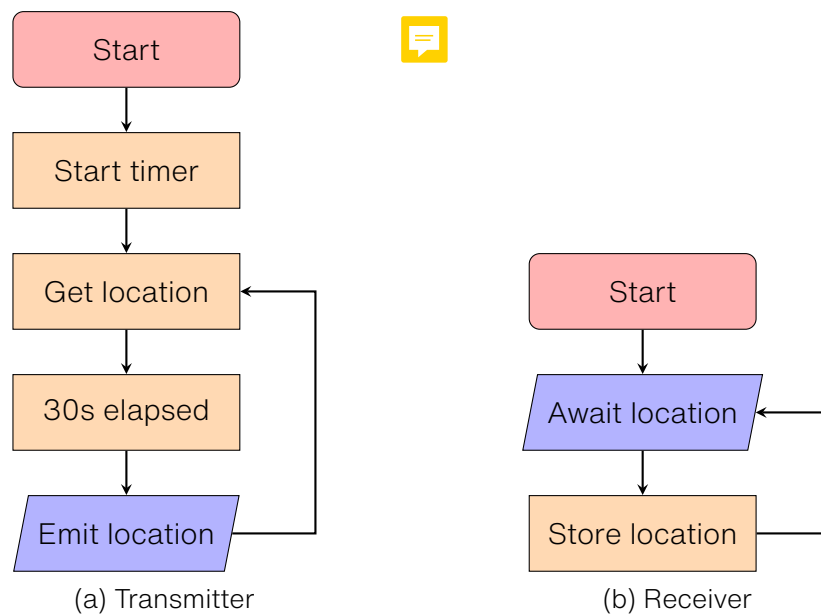 Start
Start timer
Get location
30s elapsed
Emit location
(a) Transmitter
Start
Await location
Store location
(b) Receiver